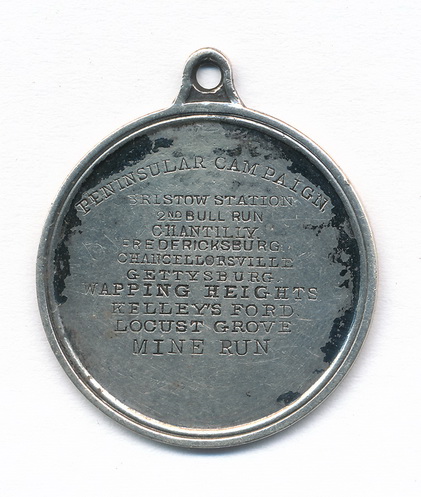 PENINSULAR CAMPAIGN
BRISTOW STATION
2ND BULL RUN
CHANTILLY
FREDERICKSBURG
CHANCELLORSVILLE
GETTYSBURG
WAPPING HEIGHTS
KELLEY'S FORD
LOCUST GROVE
MINE RUN